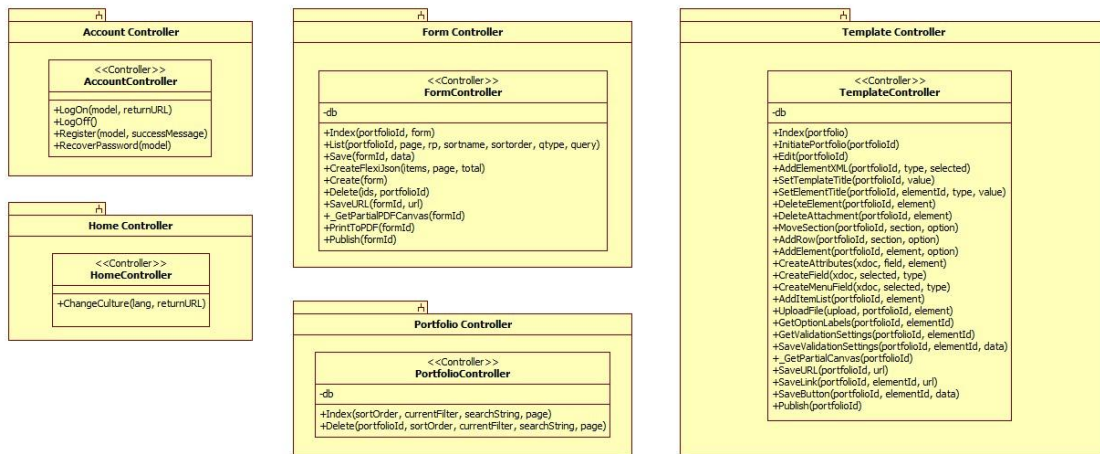 Account Controller
<<Controller>>
AccountController
+LogOn(model, returnURL)
+LogOff()
+Register(model, successMessage)
+RecoverPassword(model)
Home Controller
<<Controller>>
HomeController
+ChangeCulture(lang, returnURL)
Form Controller
<<Controller>>
FormController
-db
+Index(portfolioId, form)
+List(portfolioId, page, rp, sortname, sortorder, qtype, query)
+Save(formId, data)
+CreateFlexiJson(items, page, total)
+Create(form)
+Delete(ids, portfolioId)
+SaveURL(formId, url)
+_GetPartialPDFCanvas(formId)
+PrintToPDF(formId)
+Publish(formId)
Portfolio Controller
<<Controller>>
PortfolioController
-db
+Index(sortOrder, currentFilter, searchString, page)
+Delete(portfolioId, sortOrder, currentFilter, searchString, page)
Template Controller
<<Controller>>
TemplateController
-db
+Index(portfolio)
+InitiatePortfolio(portfolioId)
+Edit(portfolioId)
+AddElementXML(portfolioId, type, selected)
+SetTemplateTitle(portfolioId, value)
+SetElementTitle(portfolioId, elementId, type, value)
+DeleteElement(portfolioId, element)
+DeleteAttachment(portfolioId, element)
+MoveSection(portfolioId, section, option)
+AddRow(portfolioId, section, option)
+AddElement(portfolioId, element, option)
+CreateAttributes(xdoc, field, element)
+CreateField(xdoc, selected, type)
+CreateMenuField(xdoc, selected, type)
+AddItemList(portfolioId, element)
+UploadFile(upload, portfolioId, element)
+GetOptionLabels(portfolioId, elementId)
+GetValidationSettings(portfolioId, elementId)
+SaveValidationSettings(portfolioId, elementId, data)
+_GetPartialCanvas(portfolioId)
+SaveURL(portfolioId, url)
+SaveLink(portfolioId, elementId, url)
+SaveButton(portfolioId, elementId, data)
+Publish(portfolioId)